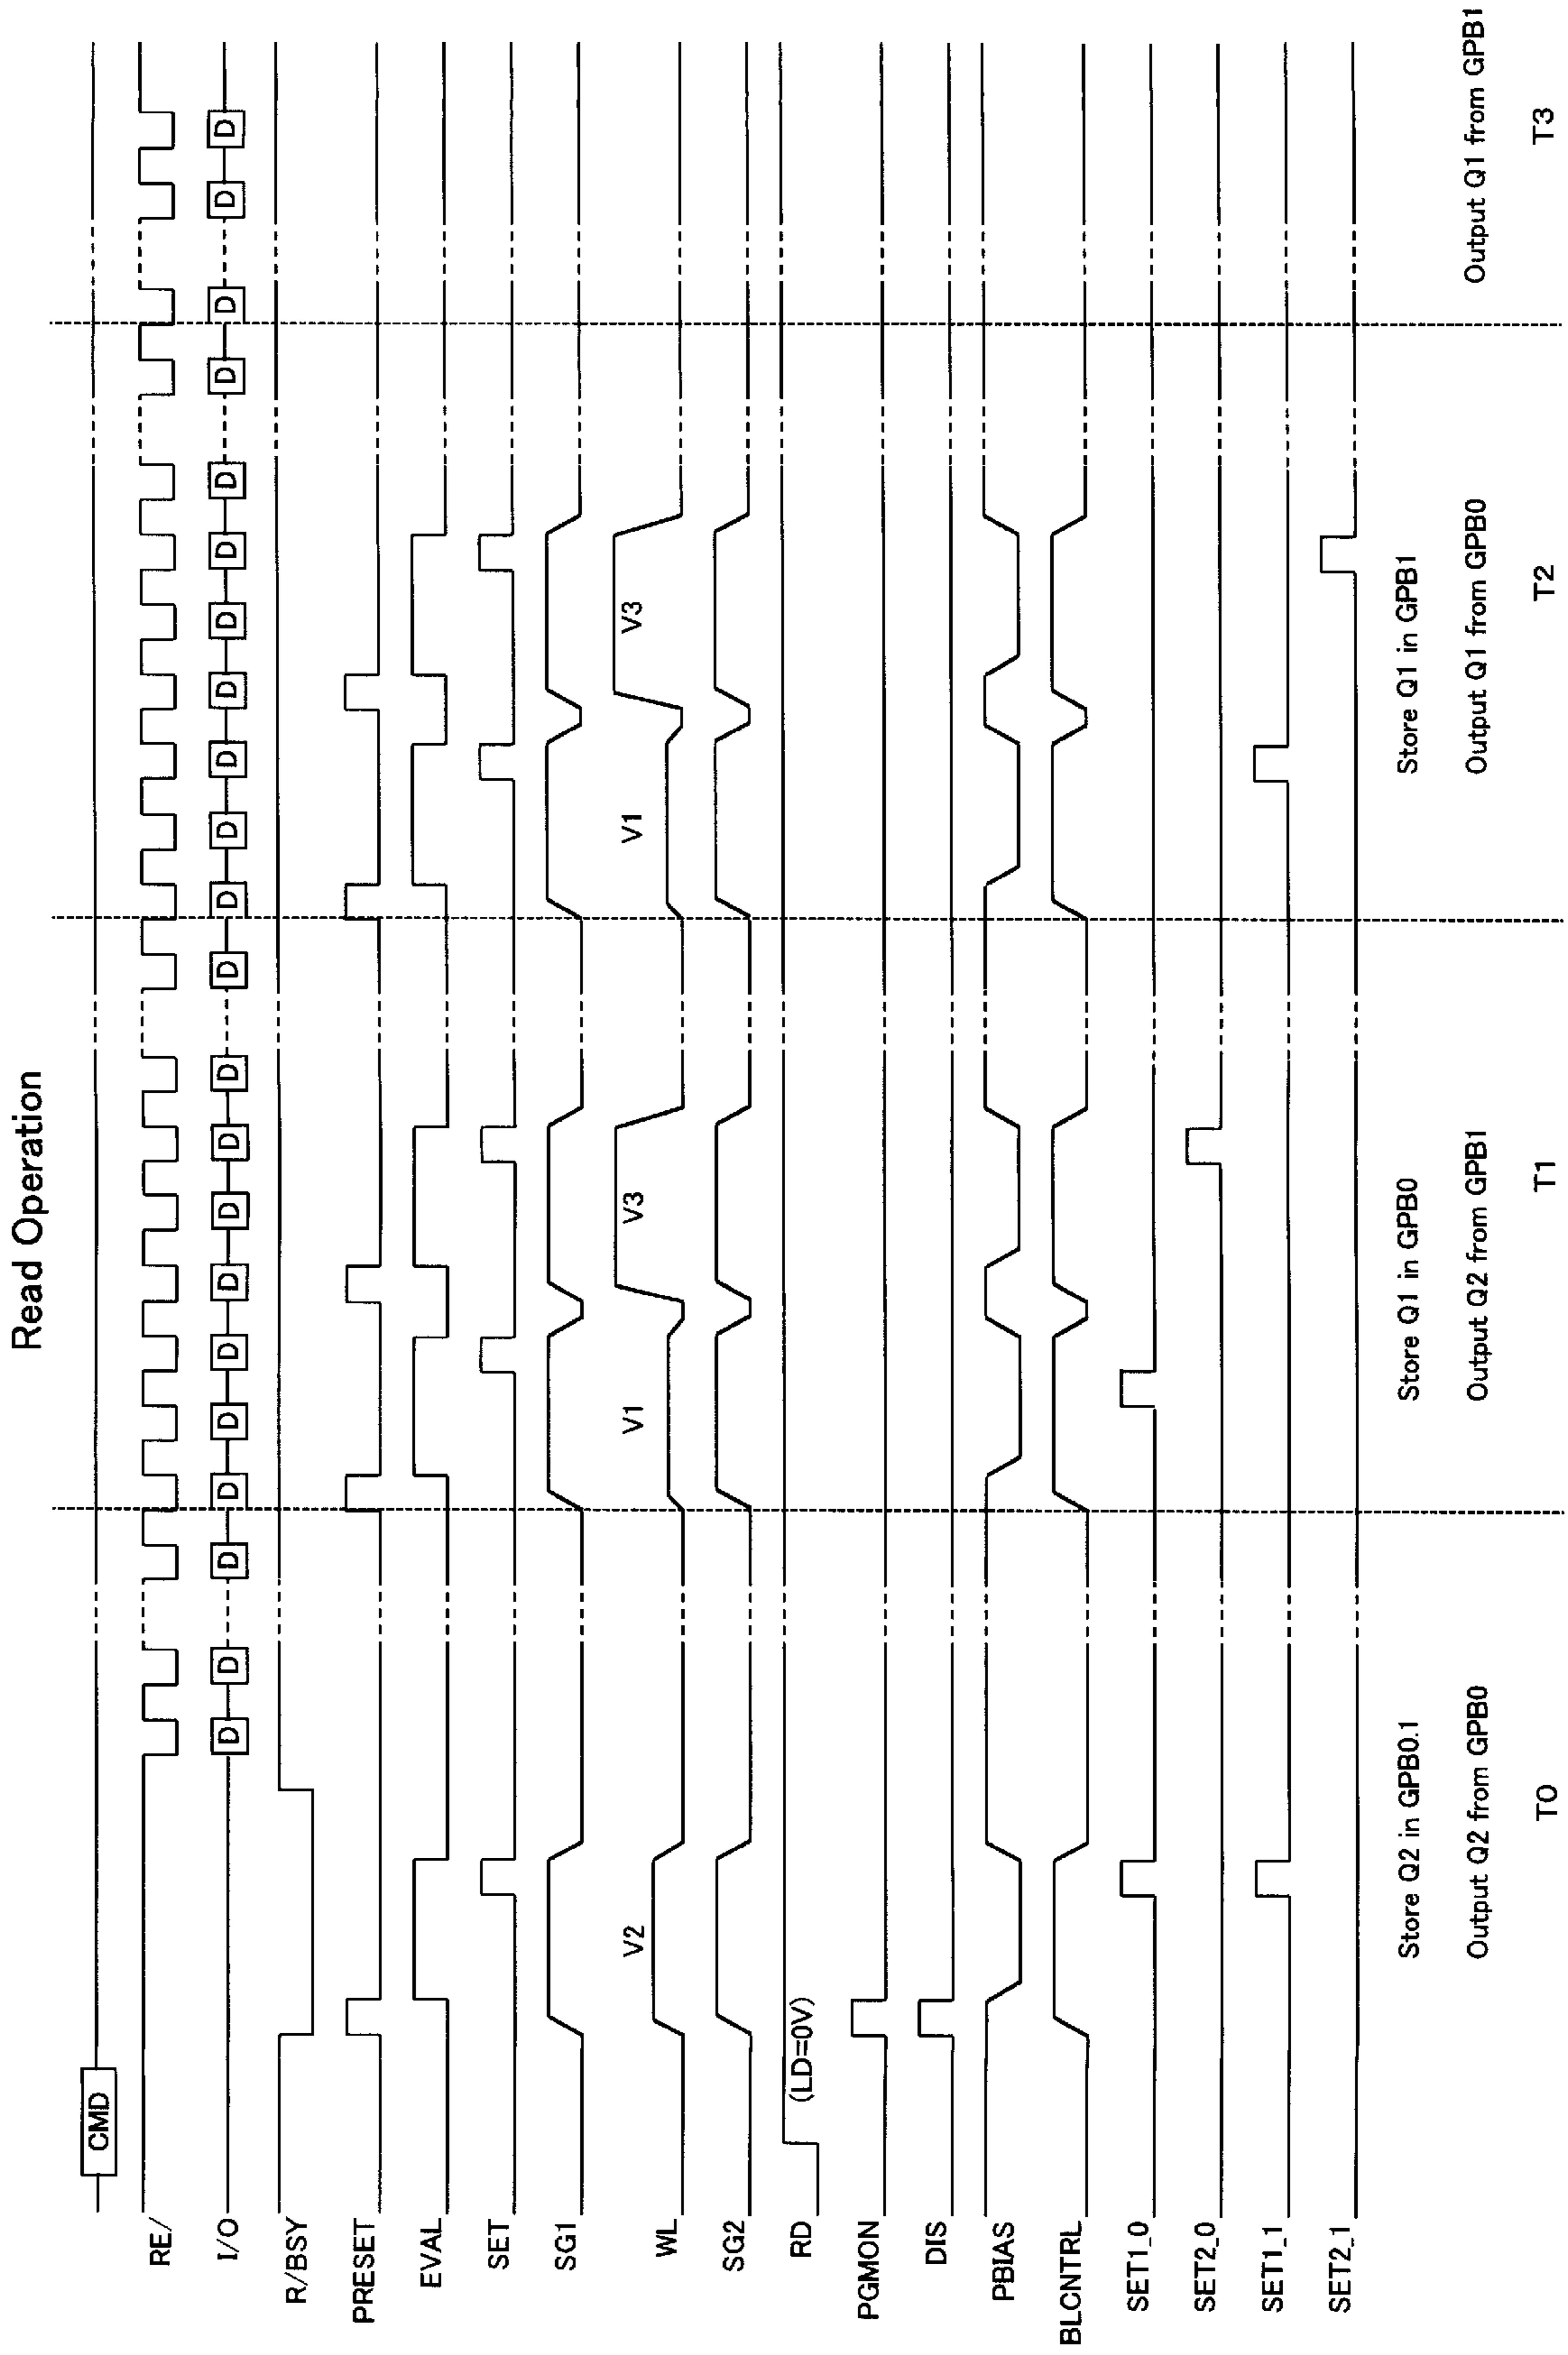 Read Operation
CMD
RE/
I/O D D D D D D D D D D D D D D D D D D D D D D
R/BSY
PRESET
EVAL
SET
SG1
WL V2 V1 V3 V1 V3
SG2
RD (LD=0V)
PGMON
DIS
PBIAS
BLCNTRL
SET1_0
SET2_0
SET1_1
SET2_1
Store Q2 in GPB0.1 Store Q1 in GPB0 Store Q1 in GPB1
Output Q2 from GPB0 Output Q2 from GPB1 Output Q1 from GPB0 Output Q1 from GPB1
T0 T1 T2 T3